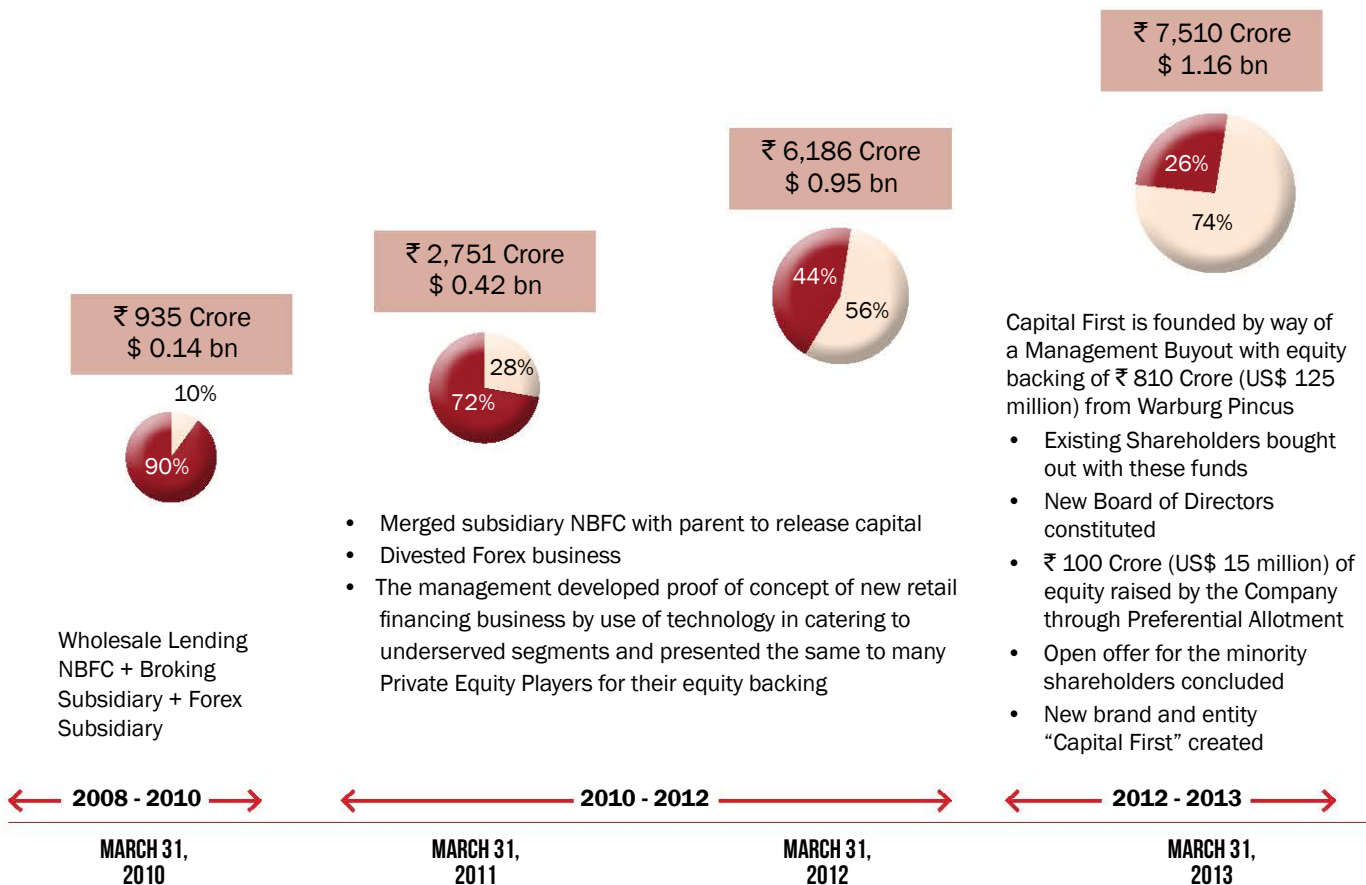 ₹ 935 Crore
$ 0.14 bn
10%
90%
Wholesale Lending
NBFC + Broking
Subsidiary + Forex
Subsidiary
₹ 2,751 Crore
$ 0.42 bn
28%
72%
₹ 6,186 Crore
$ 0.95 bn
44%
56%
• Merged subsidiary NBFC with parent to release capital
• Divested Forex business
• The management developed proof of concept of new retail
financing business by use of technology in catering to
underserved segments and presented the same to many
Private Equity Players for their equity backing
₹ 7,510 Crore
$ 1.16 bn
26%
74%
Capital First is founded by way of
a Management Buyout with equity
backing of ₹ 810 Crore (US$ 125
million) from Warburg Pincus
• Existing Shareholders bought
out with these funds
• New Board of Directors
constituted
• ₹ 100 Crore (US$ 15 million) of
equity raised by the Company
through Preferential Allotment
• Open offer for the minority
shareholders concluded
• New brand and entity
“Capital First” created
2008 - 2010
2010 - 2012
2012 - 2013
MARCH 31,
2010
MARCH 31,
2011
MARCH 31,
2012
MARCH 31,
2013